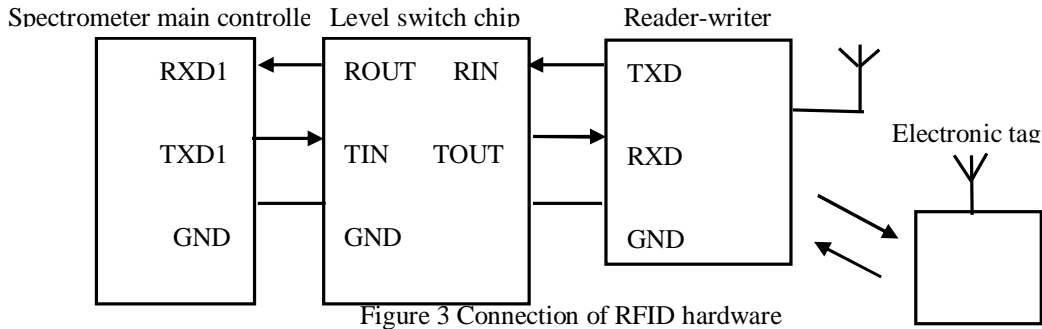 Spectrometer main controlle Level switch chip Reader-writer
RXD1 ROUT RIN TXD
Electronic tag
TXD1 TIN TOUT RXD
GND GND GND
Figure 3 Connection of RFID hardware